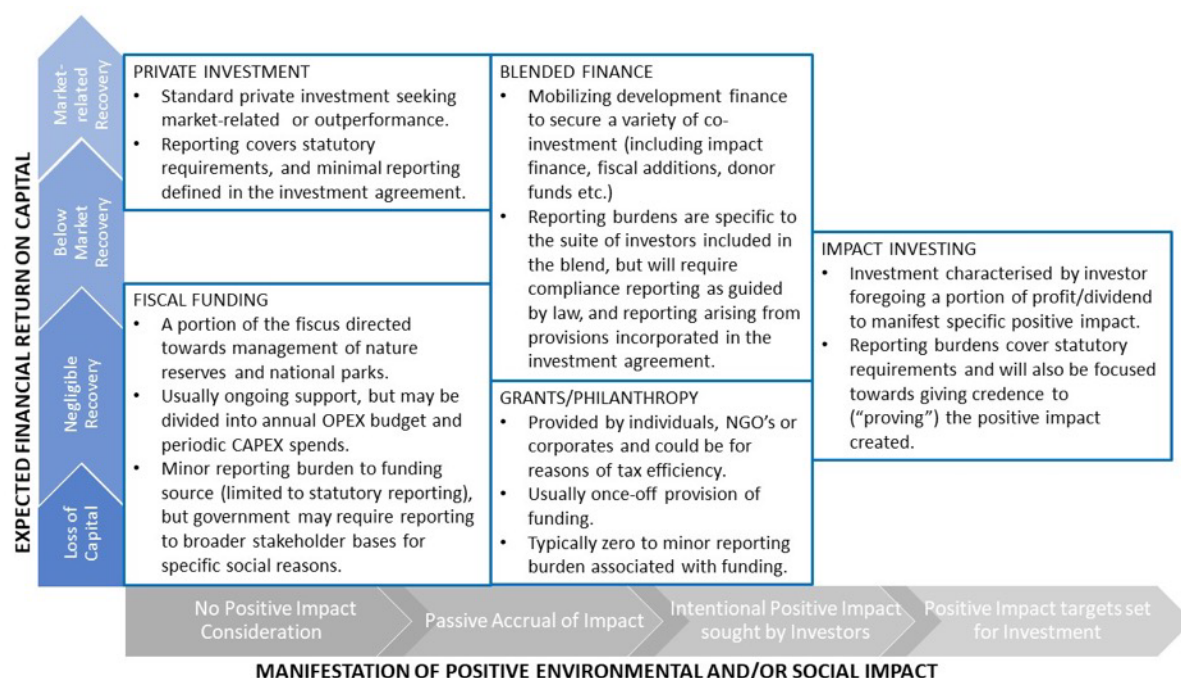 EXPECTED FINANCIAL RETURN ON CAPITAL
Market-
related
Recovery
Below
Market
Recovery
Negligible
Recovery
Loss of
Capital
PRIVATE INVESTMENT
• Standard private investment seeking
market-related or outperformance.
• Reporting covers statutory
requirements, and minimal reporting
defined in the investment agreement.
FISCAL FUNDING
• A portion of the fiscus directed
towards management of nature
reserves and national parks.
• Usually ongoing support, but may be
divided into annual OPEX budget and
periodic CAPEX spends.
• Minor reporting burden to funding
source (limited to statutory reporting),
but government may require reporting
to broader stakeholder bases for
specific social reasons.
BLENDED FINANCE
• Mobilizing development finance
to secure a variety of co-
investment (including impact
finance, fiscal additions, donor
funds etc.)
• Reporting burdens are specific to
the suite of investors included in
the blend, but will require
compliance reporting as guided
by law, and reporting arising from
provisions incorporated in the
investment agreement.
GRANTS/PHILANTHROPY
• Provided by individuals, NGO's or
corporates and could be for
reasons of tax efficiency.
• Usually once-off provision of
funding.
• Typically zero to minor reporting
burden associated with funding.
IMPACT INVESTING
• Investment characterised by investor
foregoing a portion of profit/dividend
to manifest specific positive impact.
• Reporting burdens cover statutory
requirements and will also be focused
towards giving credence to
(“proving”) the positive impact
created.
No Positive Impact
Consideration
Passive Accrual of Impact
Intentional Positive Impact
sought by Investors
Positive Impact targets set
for Investment
MANIFESTATION OF POSITIVE ENVIRONMENTAL AND/OR SOCIAL IMPACT